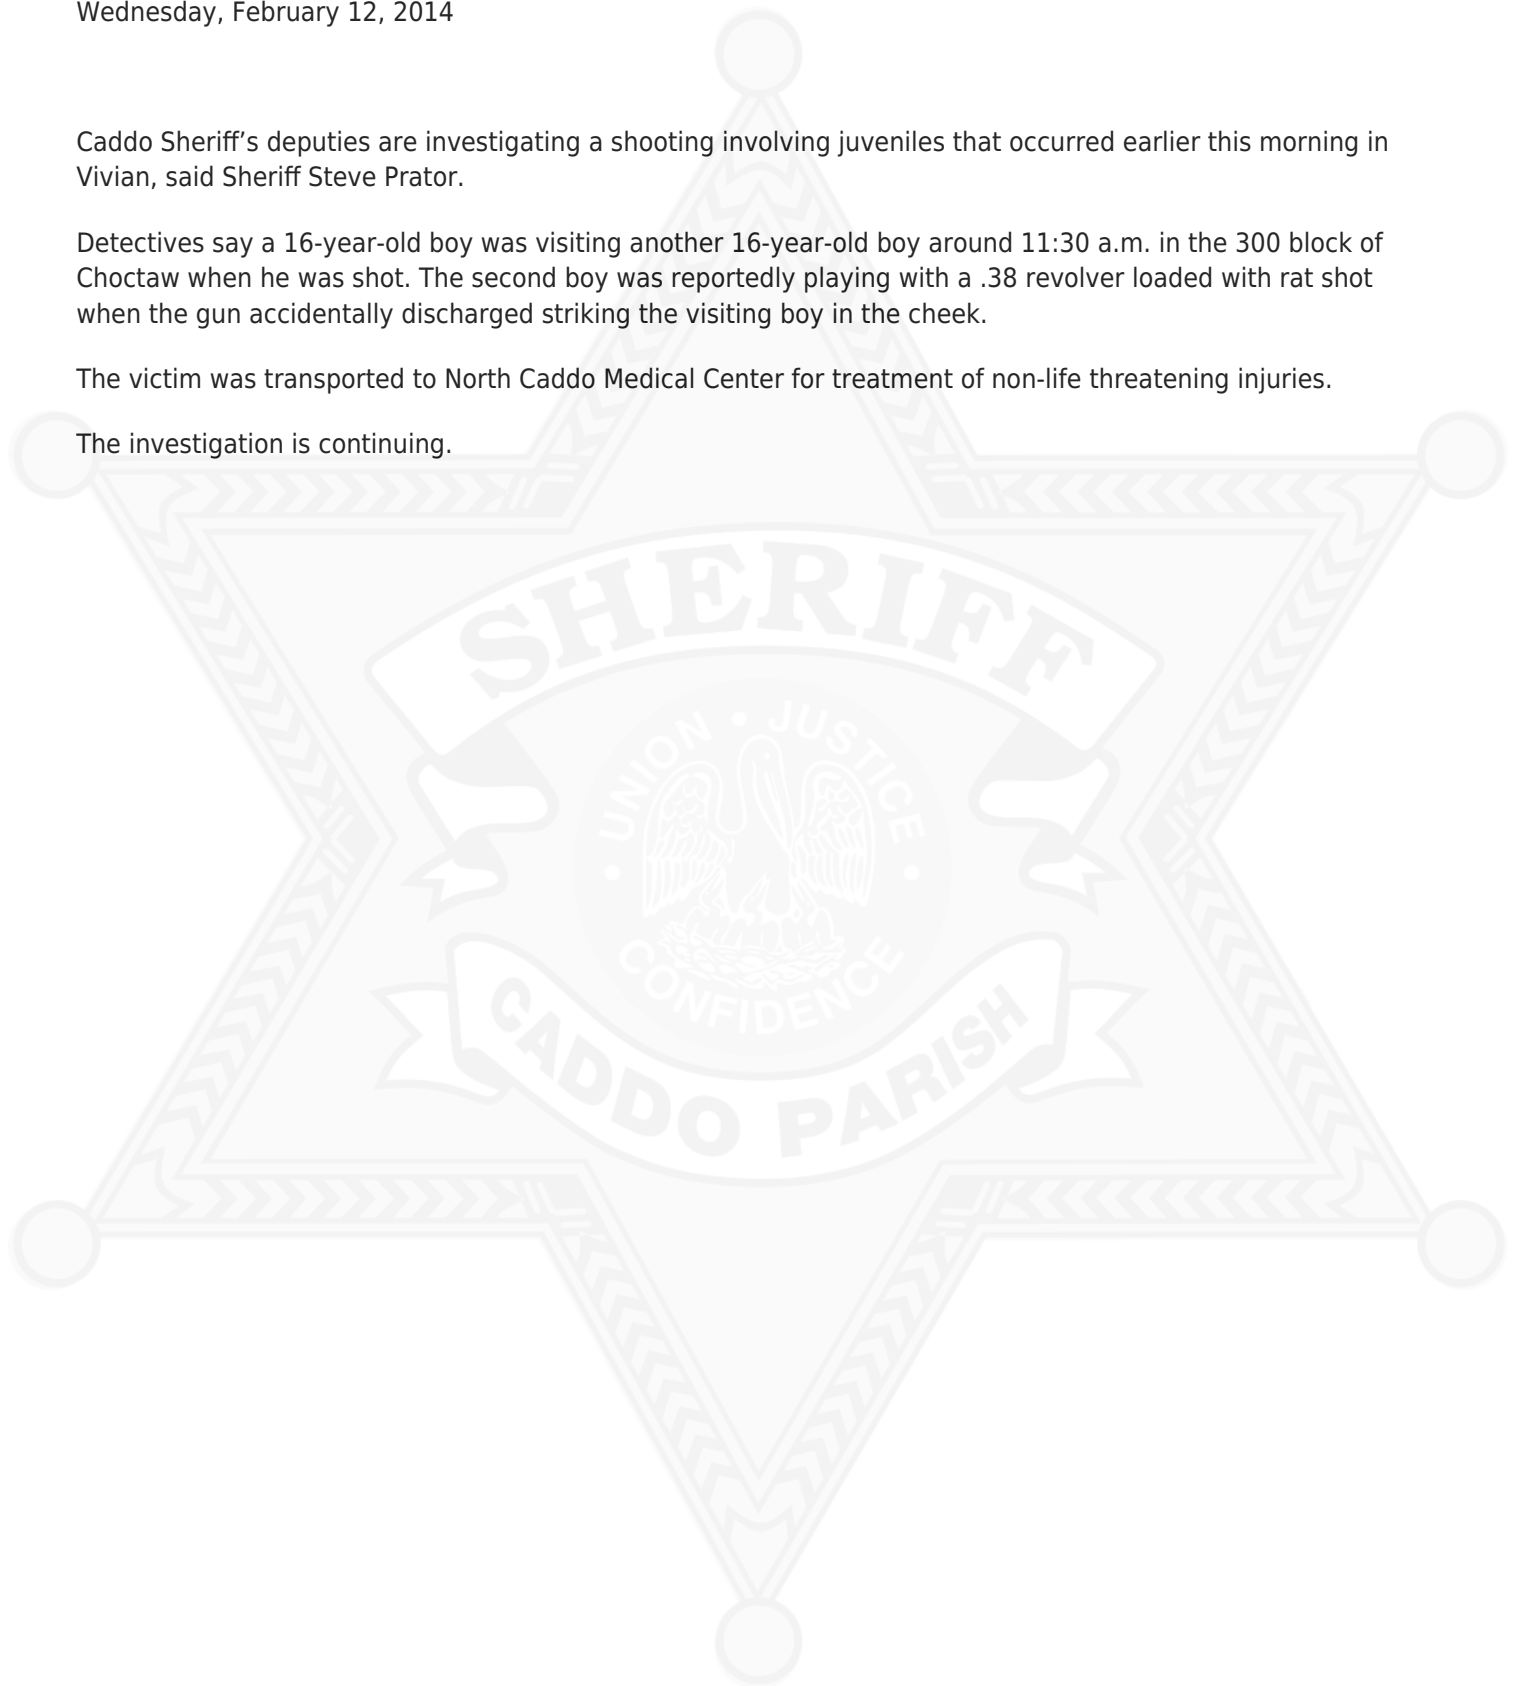 Wednesday, February 12, 2014
Caddo Sheriff’s deputies are investigating a shooting involving juveniles that occurred earlier this morning in
Vivian, said Sheriff Steve Prator.
Detectives say a 16-year-old boy was visiting another 16-year-old boy around 11:30 a.m. in the 300 block of
Choctaw when he was shot. The second boy was reportedly playing with a .38 revolver loaded with rat shot
when the gun accidentally discharged striking the visiting boy in the cheek.
The victim was transported to North Caddo Medical Center for treatment of non-life threatening injuries.
The investigation is continuing.
SHERIFF
UNION • JUSTICE
• CONFIDENCE •
CADDO PARISH